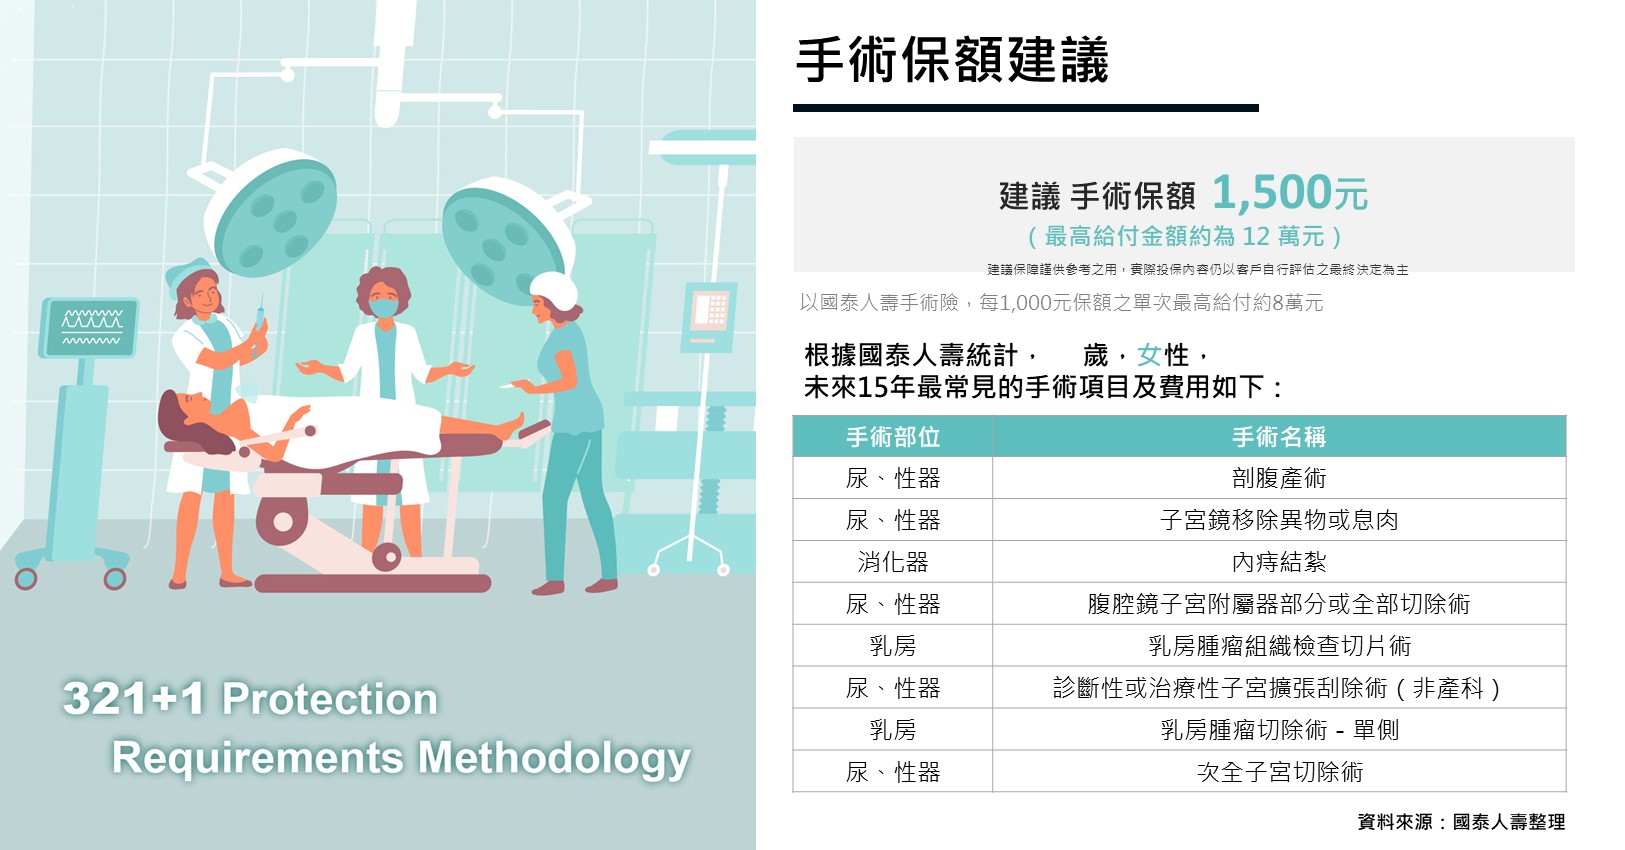 手術保額建議
建議 手術保額 1,500元
( 最高給付金額約為 12 萬元 )
建議保障謹供參考之用，實際投保內容仍以客戶自行評估之最終決定為主
以國泰人壽手術險，每1,000元保額之單次最高給付約8萬元
根據國泰人壽統計， 歲，女性，
未來15年最常見的手術項目及費用如下：
手術部位 手術名稱
尿、性器 剖腹產術
尿、性器 子宮鏡移除異物或息肉
消化器 內痔結紮
尿、性器 腹腔鏡子宮附屬器部分或全部切除術
乳房 乳房腫瘤組織檢查切片術
尿、性器 診斷性或治療性子宮擴張刮除術 ( 非產科 )
乳房 乳房腫瘤切除術 - 單側
尿、性器 次全子宮切除術
資料來源：國泰人壽整理
321+1 Protection
Requirements Methodology